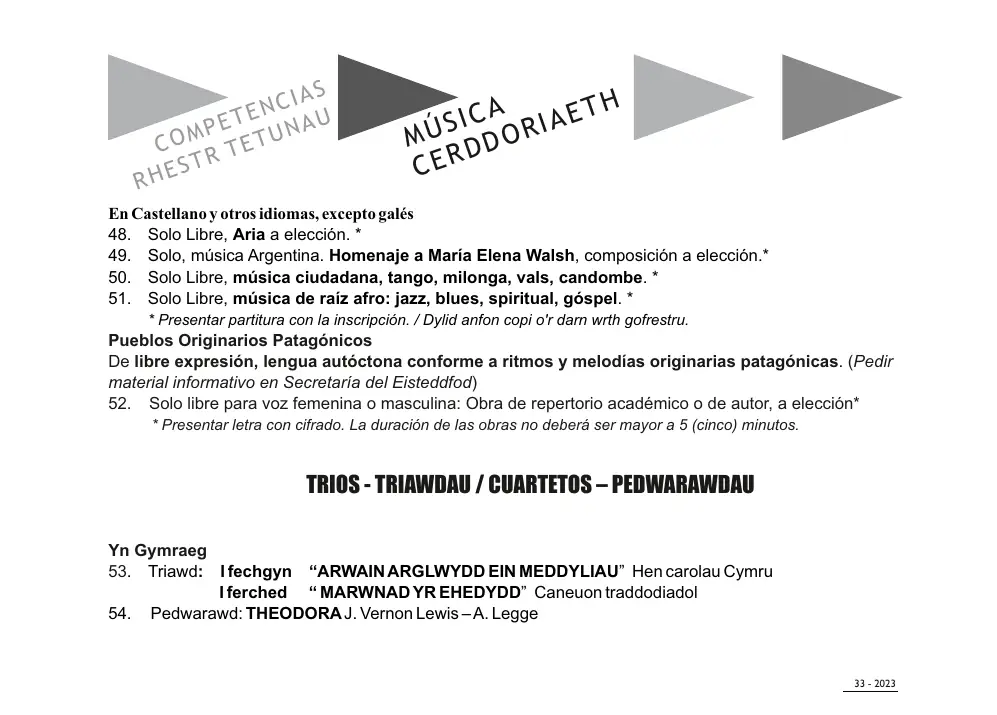 COMPETENCIAS
RHESTR TETUNAU
MÚSICA
CERDDORIAETH
En Castellano y otros idiomas, excepto galés
48. Solo Libre, Aria a elección. *
49. Solo, música Argentina. Homenaje a María Elena Walsh, composición a elección.*
50. Solo Libre, música ciudadana, tango, milonga, vals, candombe. *
51. Solo Libre, música de raíz afro: jazz, blues, spiritual, góspel. *
* Presentar partitura con la inscripción. / Dylid anfon copi o'r darn wrth gofrestru.
Pueblos Originarios Patagónicos
De libre expresión, lengua autóctona conforme a ritmos y melodías originarias patagónicas. (Pedir
material informativo en Secretaría del Eisteddfod)
52. Solo libre para voz femenina o masculina: Obra de repertorio académico o de autor, a elección*
* Presentar letra con cifrado. La duración de las obras no deberá ser mayor a 5 (cinco) minutos.
TRIOS - TRIAWDAU / CUARTETOS – PEDWARAWDAU
Yn Gymraeg
53. Triawd: I fechgyn “ARWAIN ARGLWYDD EIN MEDDYLIAU” Hen carolau Cymru
I ferched “ MARWNAD YR EHEDYDD” Caneuon traddodiadol
54. Pedwarawd: THEODORA J. Vernon Lewis – A. Legge
33 - 2023